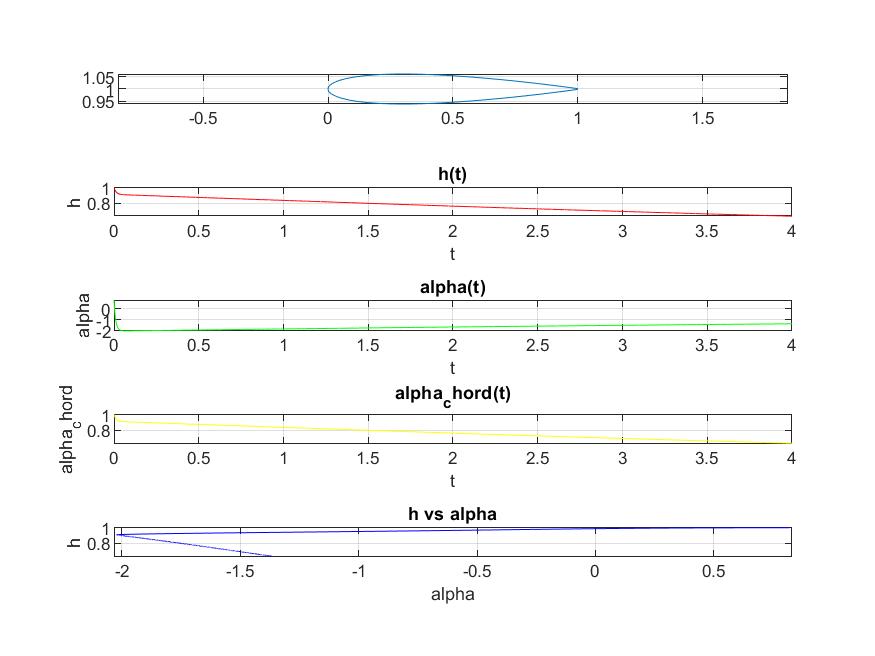 1.05
1
0.95
-0.5 0 0.5 1 1.5
h(t)
h
1
0.8
0 0.5 1 1.5 2 2.5 3 3.5 4
t
alpha(t)
alpha
0
-1
-2
0 0.5 1 1.5 2 2.5 3 3.5 4
t
alpha_chord(t)
alpha_chord
1
0.8
0 0.5 1 1.5 2 2.5 3 3.5 4
t
h vs alpha
h
1
0.8
-2 -1.5 -1 -0.5 0 0.5
alpha